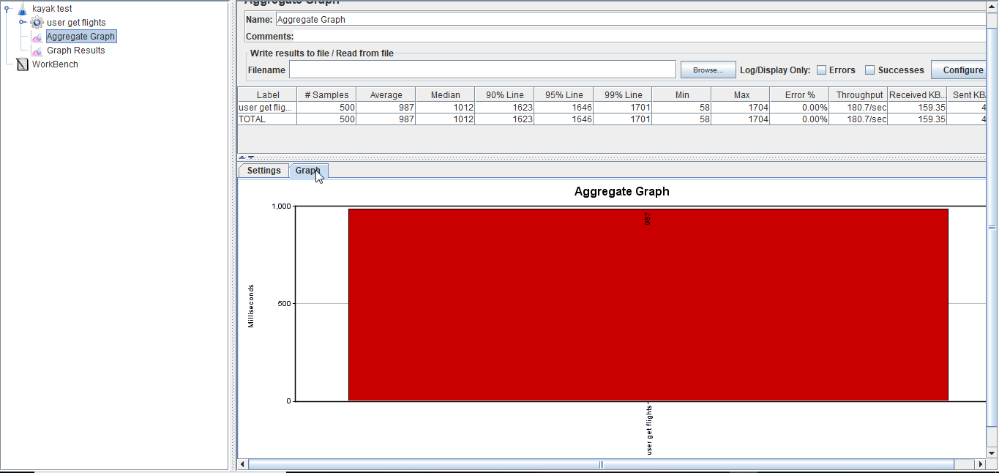 kayak test
user get flights
Aggregate Graph
Graph Results
WorkBench
Aggregate Graph
Name: Aggregate Graph
Comments:
Write results to file / Read from file
Filename Browse... Log/Display Only: Errors Successes Configure
Label # Samples Average Median 90% Line 95% Line 99% Line Min Max Error % Throughput Received KB... Sent KB/
user get flig... 500 987 1012 1623 1646 1701 58 1704 0.00% 180.7/sec 159.35 4
TOTAL 500 987 1012 1623 1646 1701 58 1704 0.00% 180.7/sec 159.35 4
Settings Graph
Aggregate Graph
1,000
987
Milliseconds
500
0
user get flights